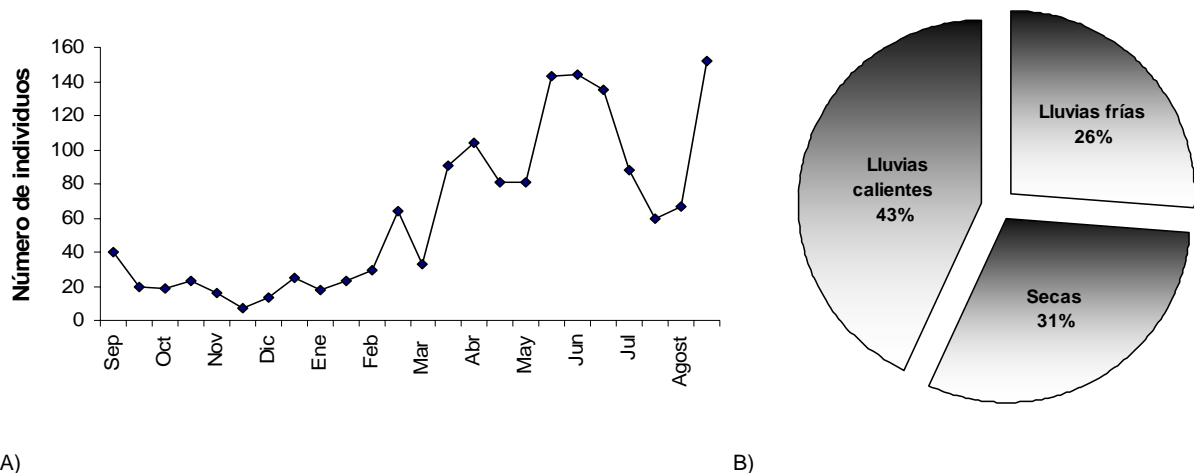 Número de individuos
160
140
120
100
80
60
40
20
0
Sep
Oct
Nov
Dic
Ene
Feb
Mar
Abr
May
Jun
Jul
Agost
A)
Lluvias frías
26%
Lluvias
calientes
43%
Secas
31%
B)